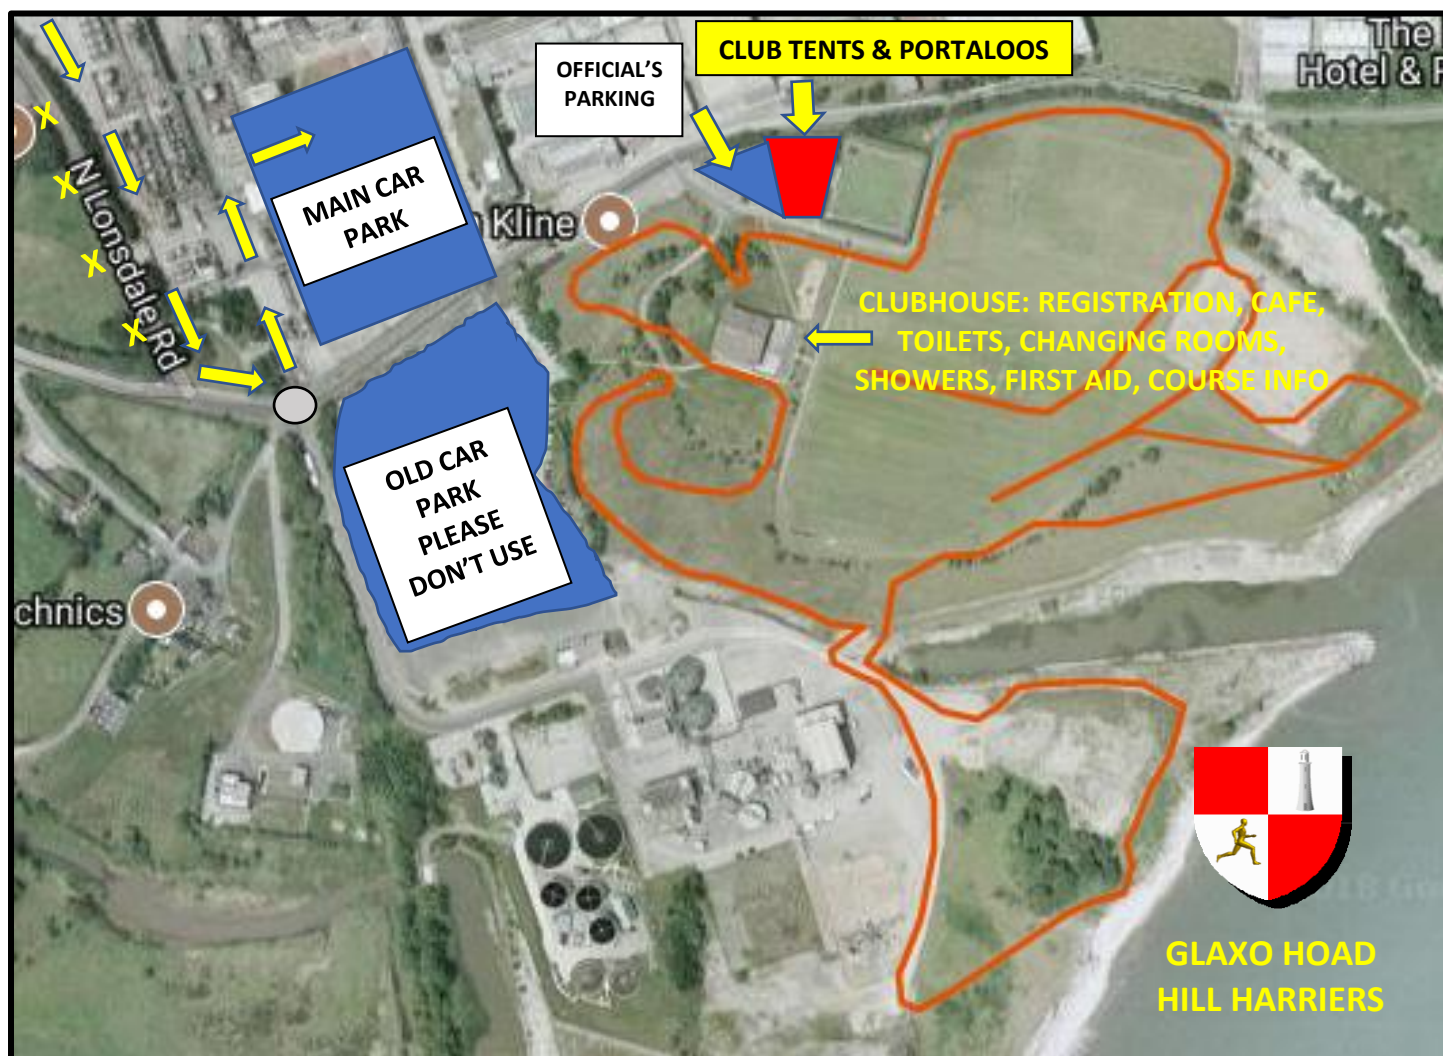 CLUB TENTS & PORTALOOS
OFFICIAL'S
PARKING
The
Hotel & F
X
X
X
X
N Lonsdale Rd
MAIN CAR
PARK
Kline
CLUBHOUSE: REGISTRATION, CAFE,
TOILETS, CHANGING ROOMS,
SHOWERS, FIRST AID, COURSE INFO
OLD CAR
PARK
PLEASE
DON'T USE
chnics
GLAXO HOAD
HILL HARRIERS